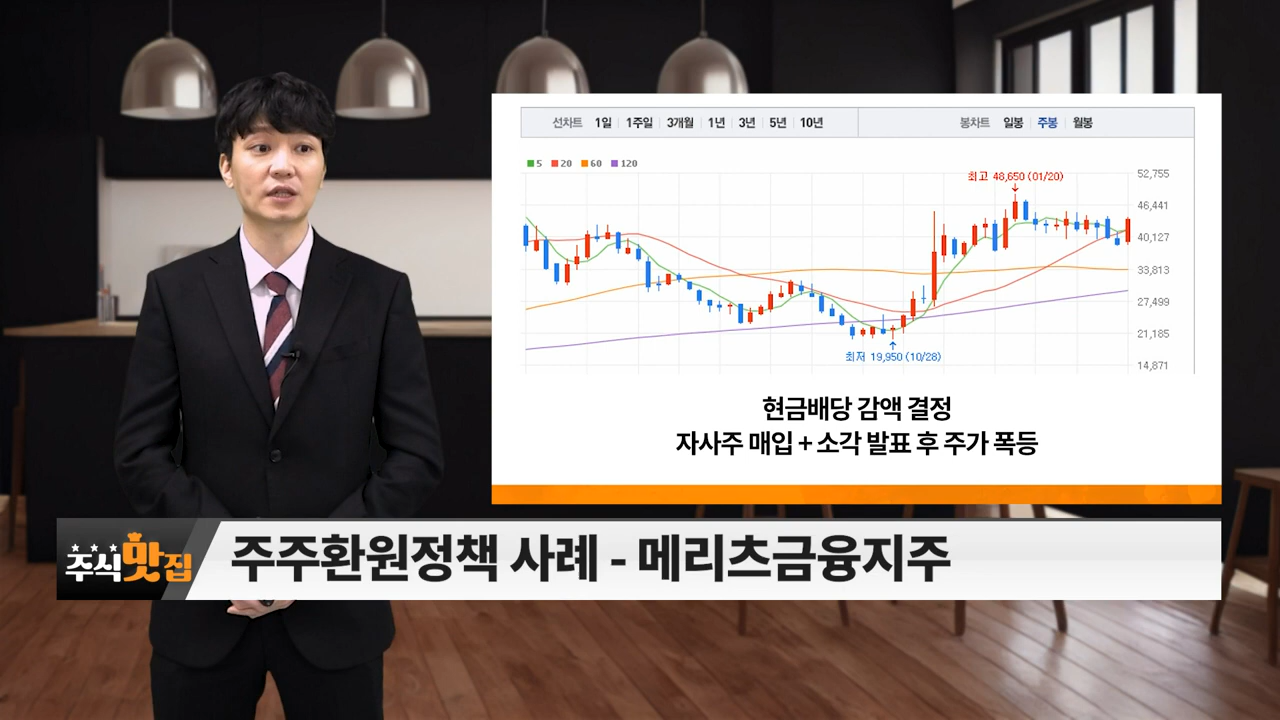 선차트 1일 1주일 3개월 1년 3년 5년 10년 봉차트 일봉 주봉 월봉
5 20 60 120
최고 48,650 (01/20)
52,755
46,441
40,127
33,813
27,499
21,185
14,871
최저 19,950 (10/28)
현금배당 감액 결정
자사주 매입 + 소각 발표 후 주가 폭등
주식맛집
주주환원정책 사례 - 메리츠금융지주